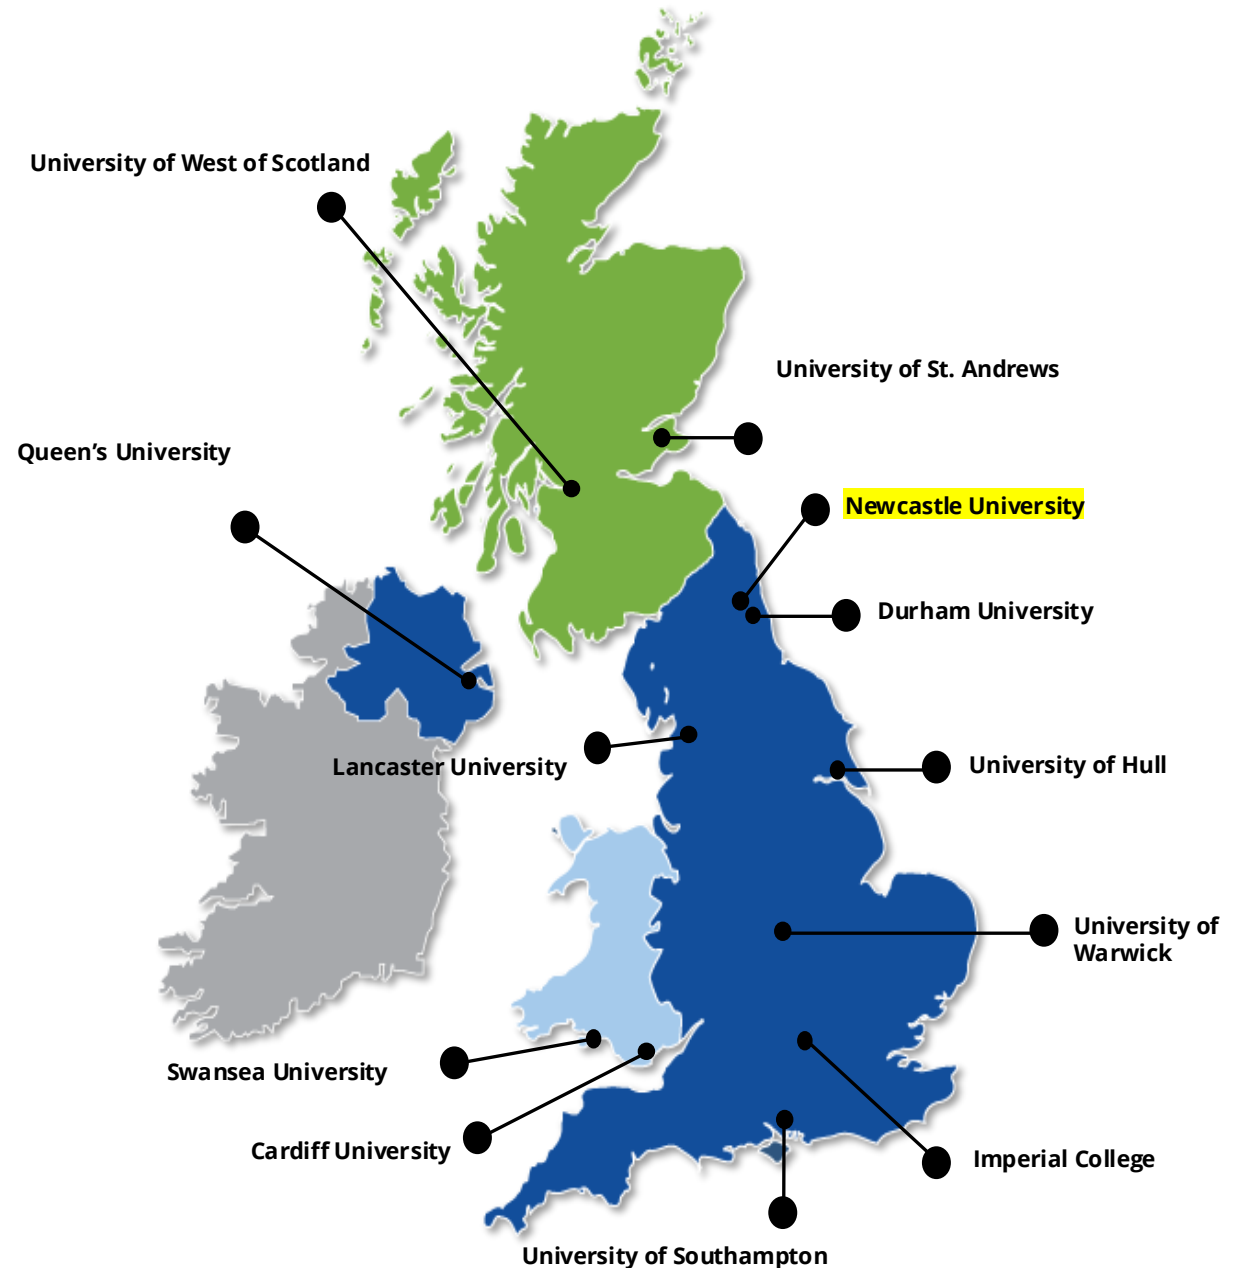 University of West of Scotland
University of St. Andrews
Queen’s University
Newcastle University
Durham University
Lancaster University
University of Hull
University of
Warwick
Swansea University
Cardiff University
Imperial College
University of Southampton